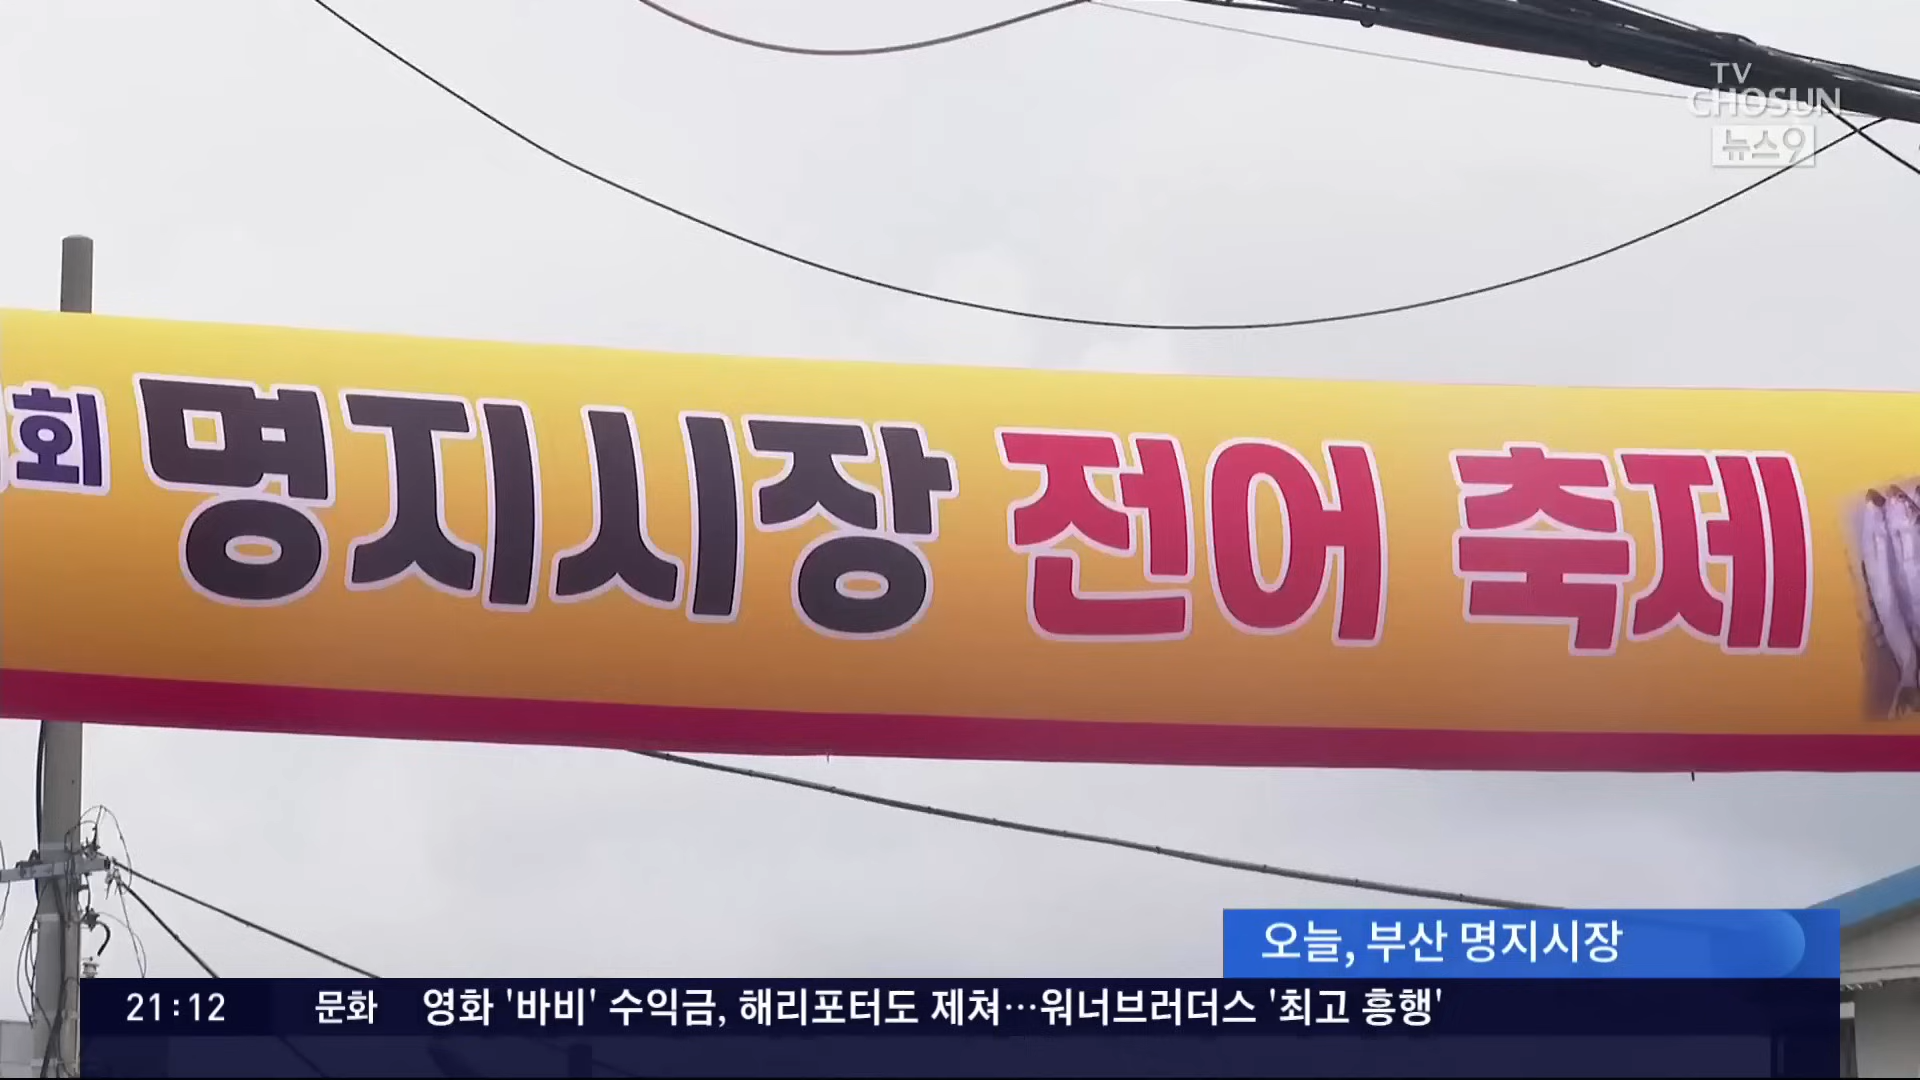 TV
CHOSUN
뉴스9
회 명지시장 전어 축제
오늘, 부산 명지시장
21:12 문화 영화 '바비' 수익금, 해리포터도 제쳐…워너브러더스 '최고 흥행'